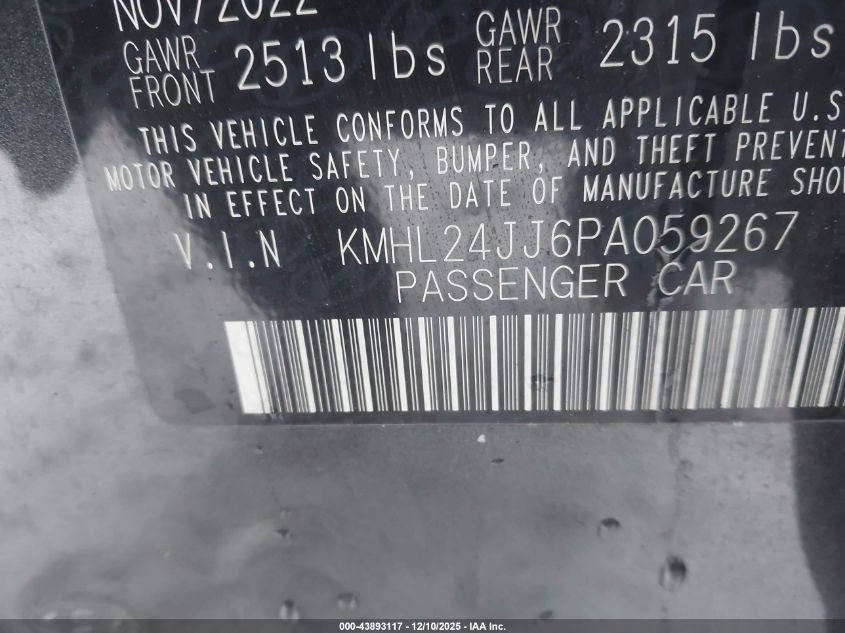 NOV/2022
GAWR FRONT 2513 lbs GAWR REAR 2315 lbs
THIS VEHICLE CONFORMS TO ALL APPLICABLE U.S
MOTOR VEHICLE SAFETY, BUMPER, AND THEFT PREVENT
IN EFFECT ON THE DATE OF MANUFACTURE SHO
V.I.N KMHL24JJ6PA059267
PASSENGER CAR
000-43893117 - 12/10/2025 - IAA Inc.